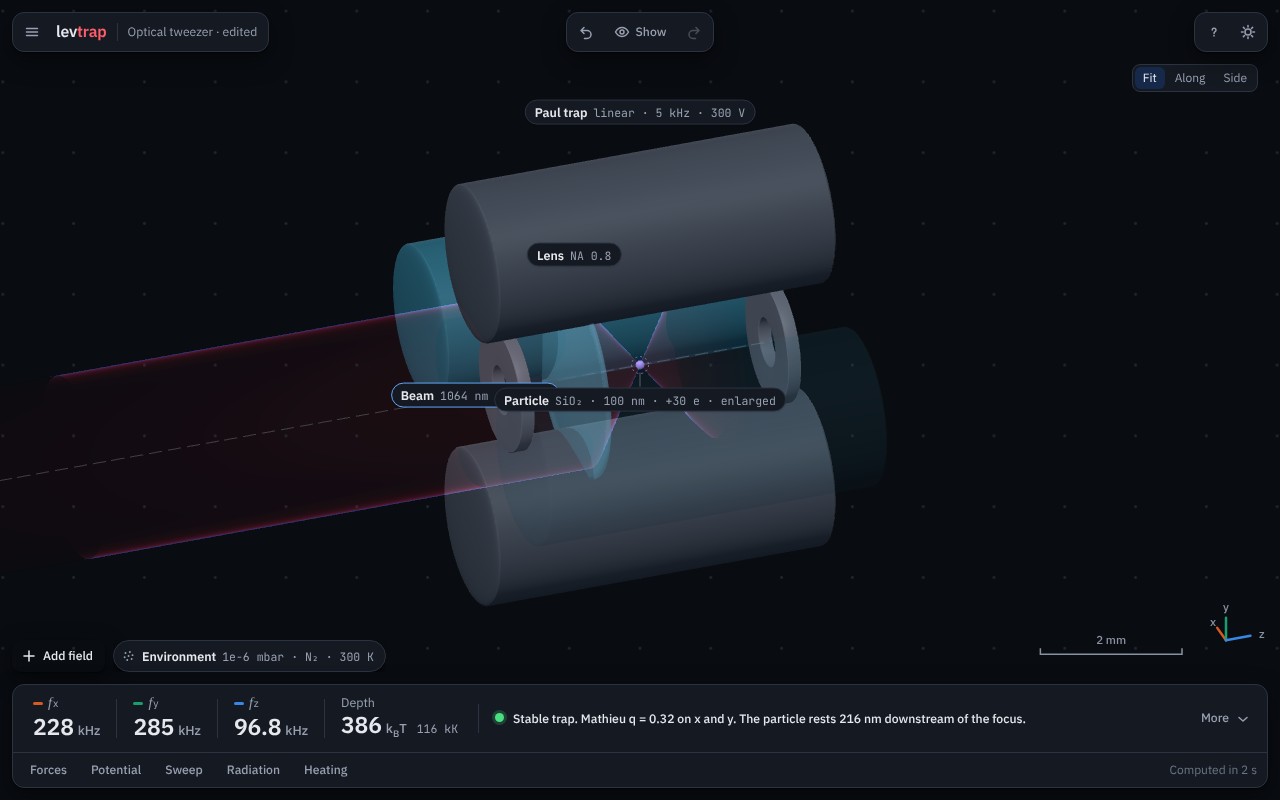 levtrap Optical tweezer · edited
Show
?
Fit Along Side
Paul trap linear · 5 kHz · 300 V
Lens NA 0.8
Beam 1064 nm
Particle SiO₂ · 100 nm · +30 e · enlarged
y
x
z
2 mm
Add field
Environment 1e-6 mbar · N₂ · 300 K
fx
228 kHz
fy
285 kHz
fz
96.8 kHz
Depth
386 kBT 116 kK
Stable trap. Mathieu q = 0.32 on x and y. The particle rests 216 nm downstream of the focus.
More
Forces Potential Sweep Radiation Heating
Computed in 2 s